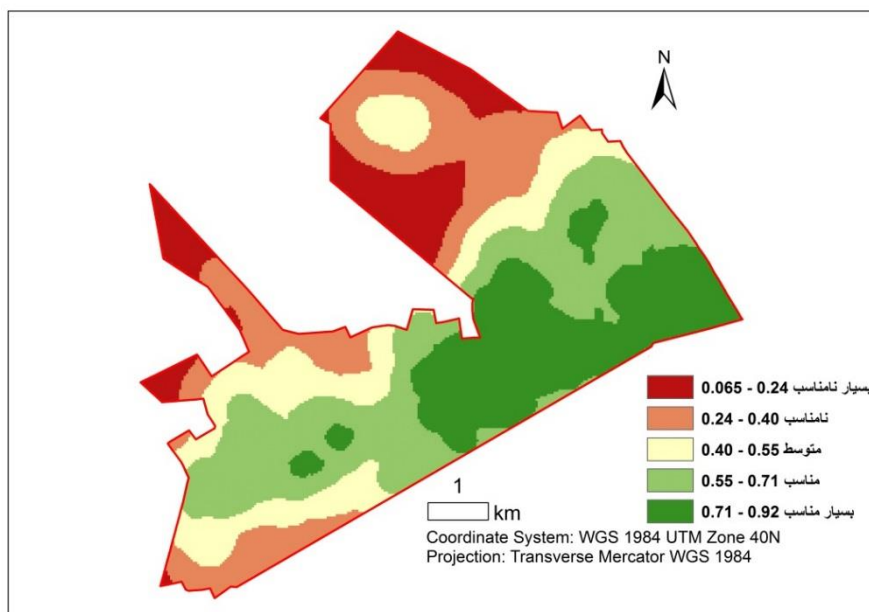 N
بسیار نامناسب 0.24 - 0.065
نامناسب 0.40 - 0.24
متوسط 0.55 - 0.40
مناسب 0.71 - 0.55
بسیار مناسب 0.92 - 0.71
1
km
Coordinate System: WGS 1984 UTM Zone 40N
Projection: Transverse Mercator WGS 1984